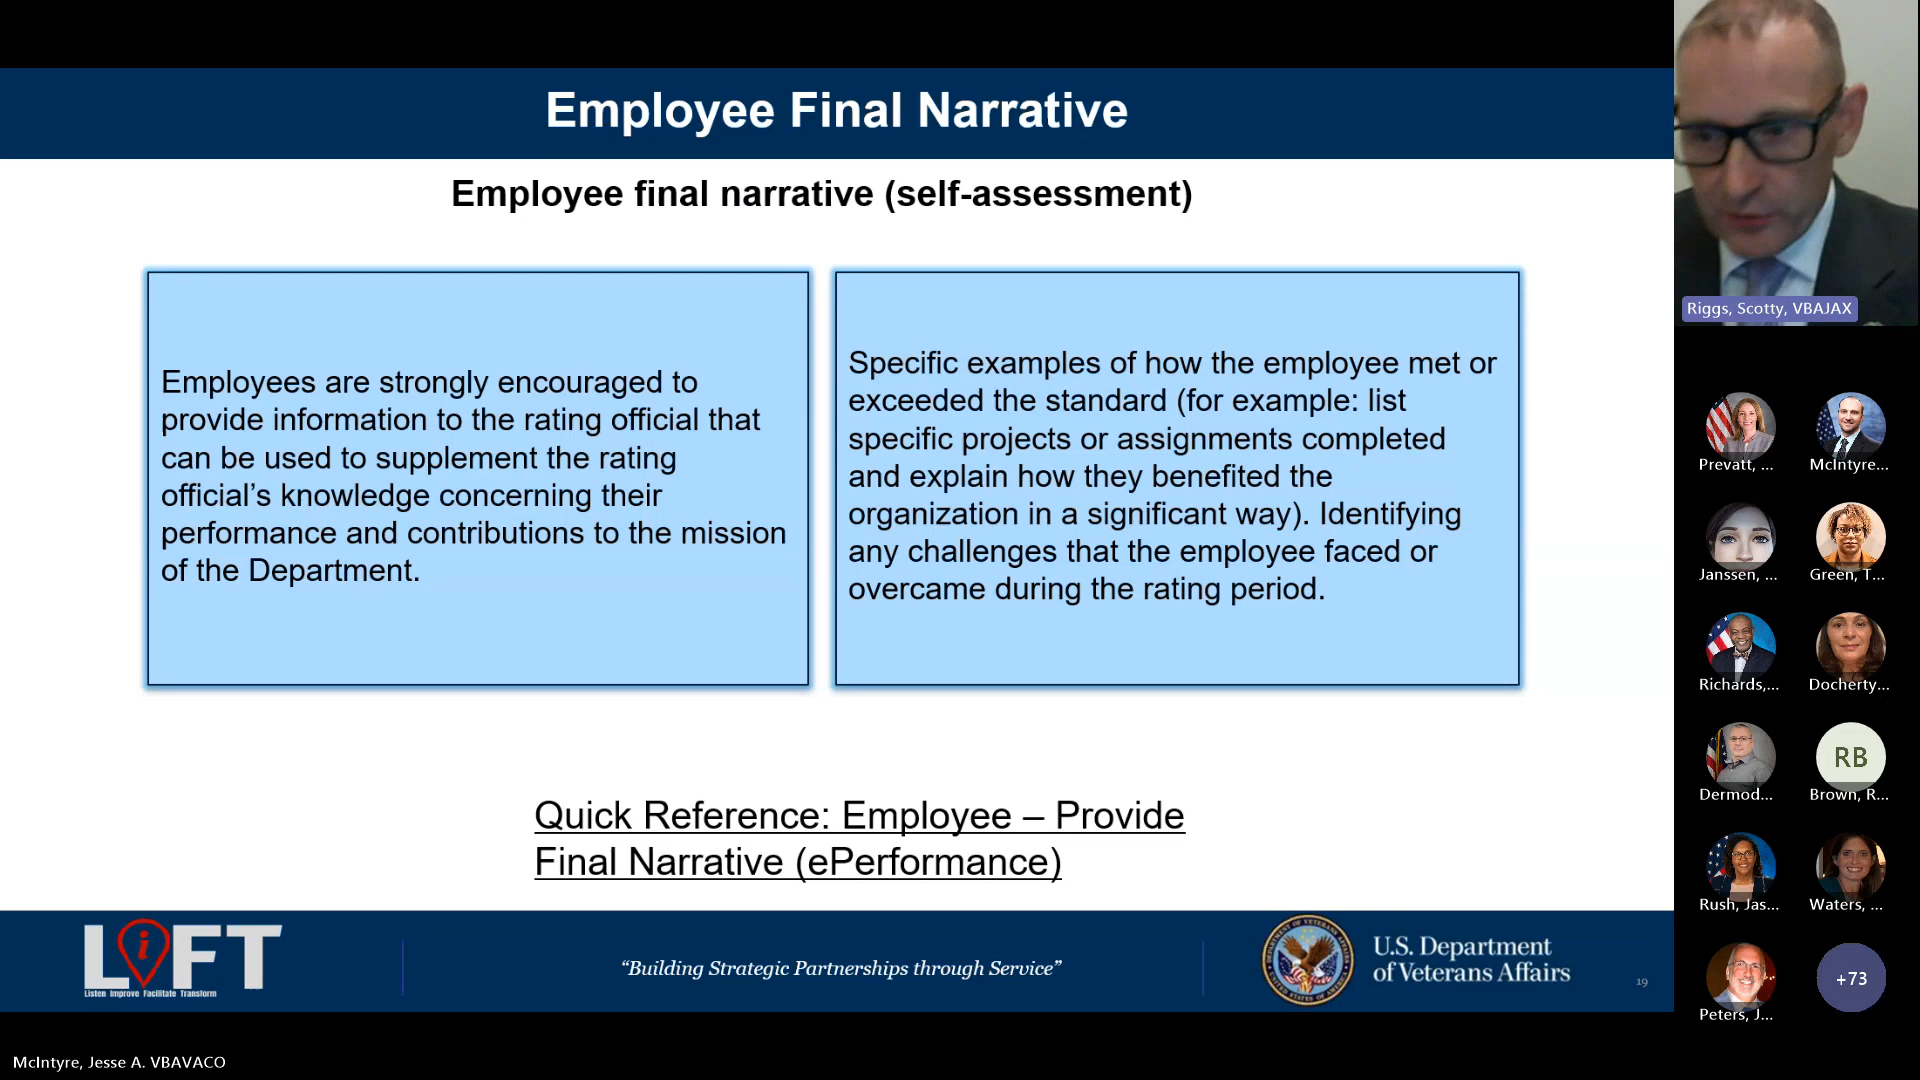 Employee Final Narrative
Employee final narrative (self-assessment)
Employees are strongly encouraged to
provide information to the rating official that
can be used to supplement the rating
official’s knowledge concerning their
performance and contributions to the mission
of the Department.
Specific examples of how the employee met or
exceeded the standard (for example: list
specific projects or assignments completed
and explain how they benefited the
organization in a significant way). Identifying
any challenges that the employee faced or
overcame during the rating period.
Quick Reference: Employee – Provide
Final Narrative (ePerformance)
LiFT
Listen Improve Facilitate Transform
“Building Strategic Partnerships through Service”
U.S. Department
of Veterans Affairs
19
McIntyre, Jesse A. VBAVACO
Riggs, Scotty, VBAJAX
Prevatt, ...
McIntyre...
Janssen, ...
Green, T...
Richards,...
Docherty...
Dermod...
RB
Brown, R...
Rush, Jas...
Waters, ...
Peters, J...
+73